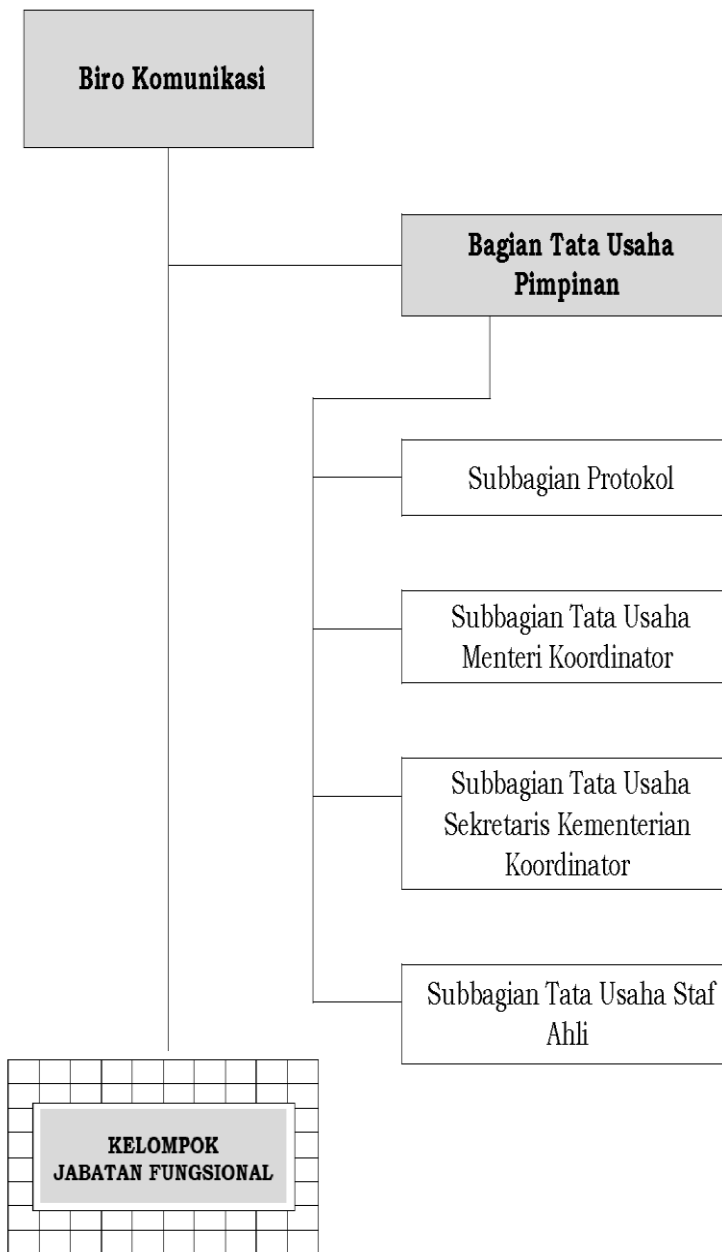 Biro Komunikasi
Bagian Tata Usaha
Pimpinan
Subbagian Protokol
Subbagian Tata Usaha
Menteri Koordinator
Subbagian Tata Usaha
Sekretaris Kementerian
Koordinator
Subbagian Tata Usaha Staf
Ahli
KELOMPOK
JABATAN FUNGSIONAL